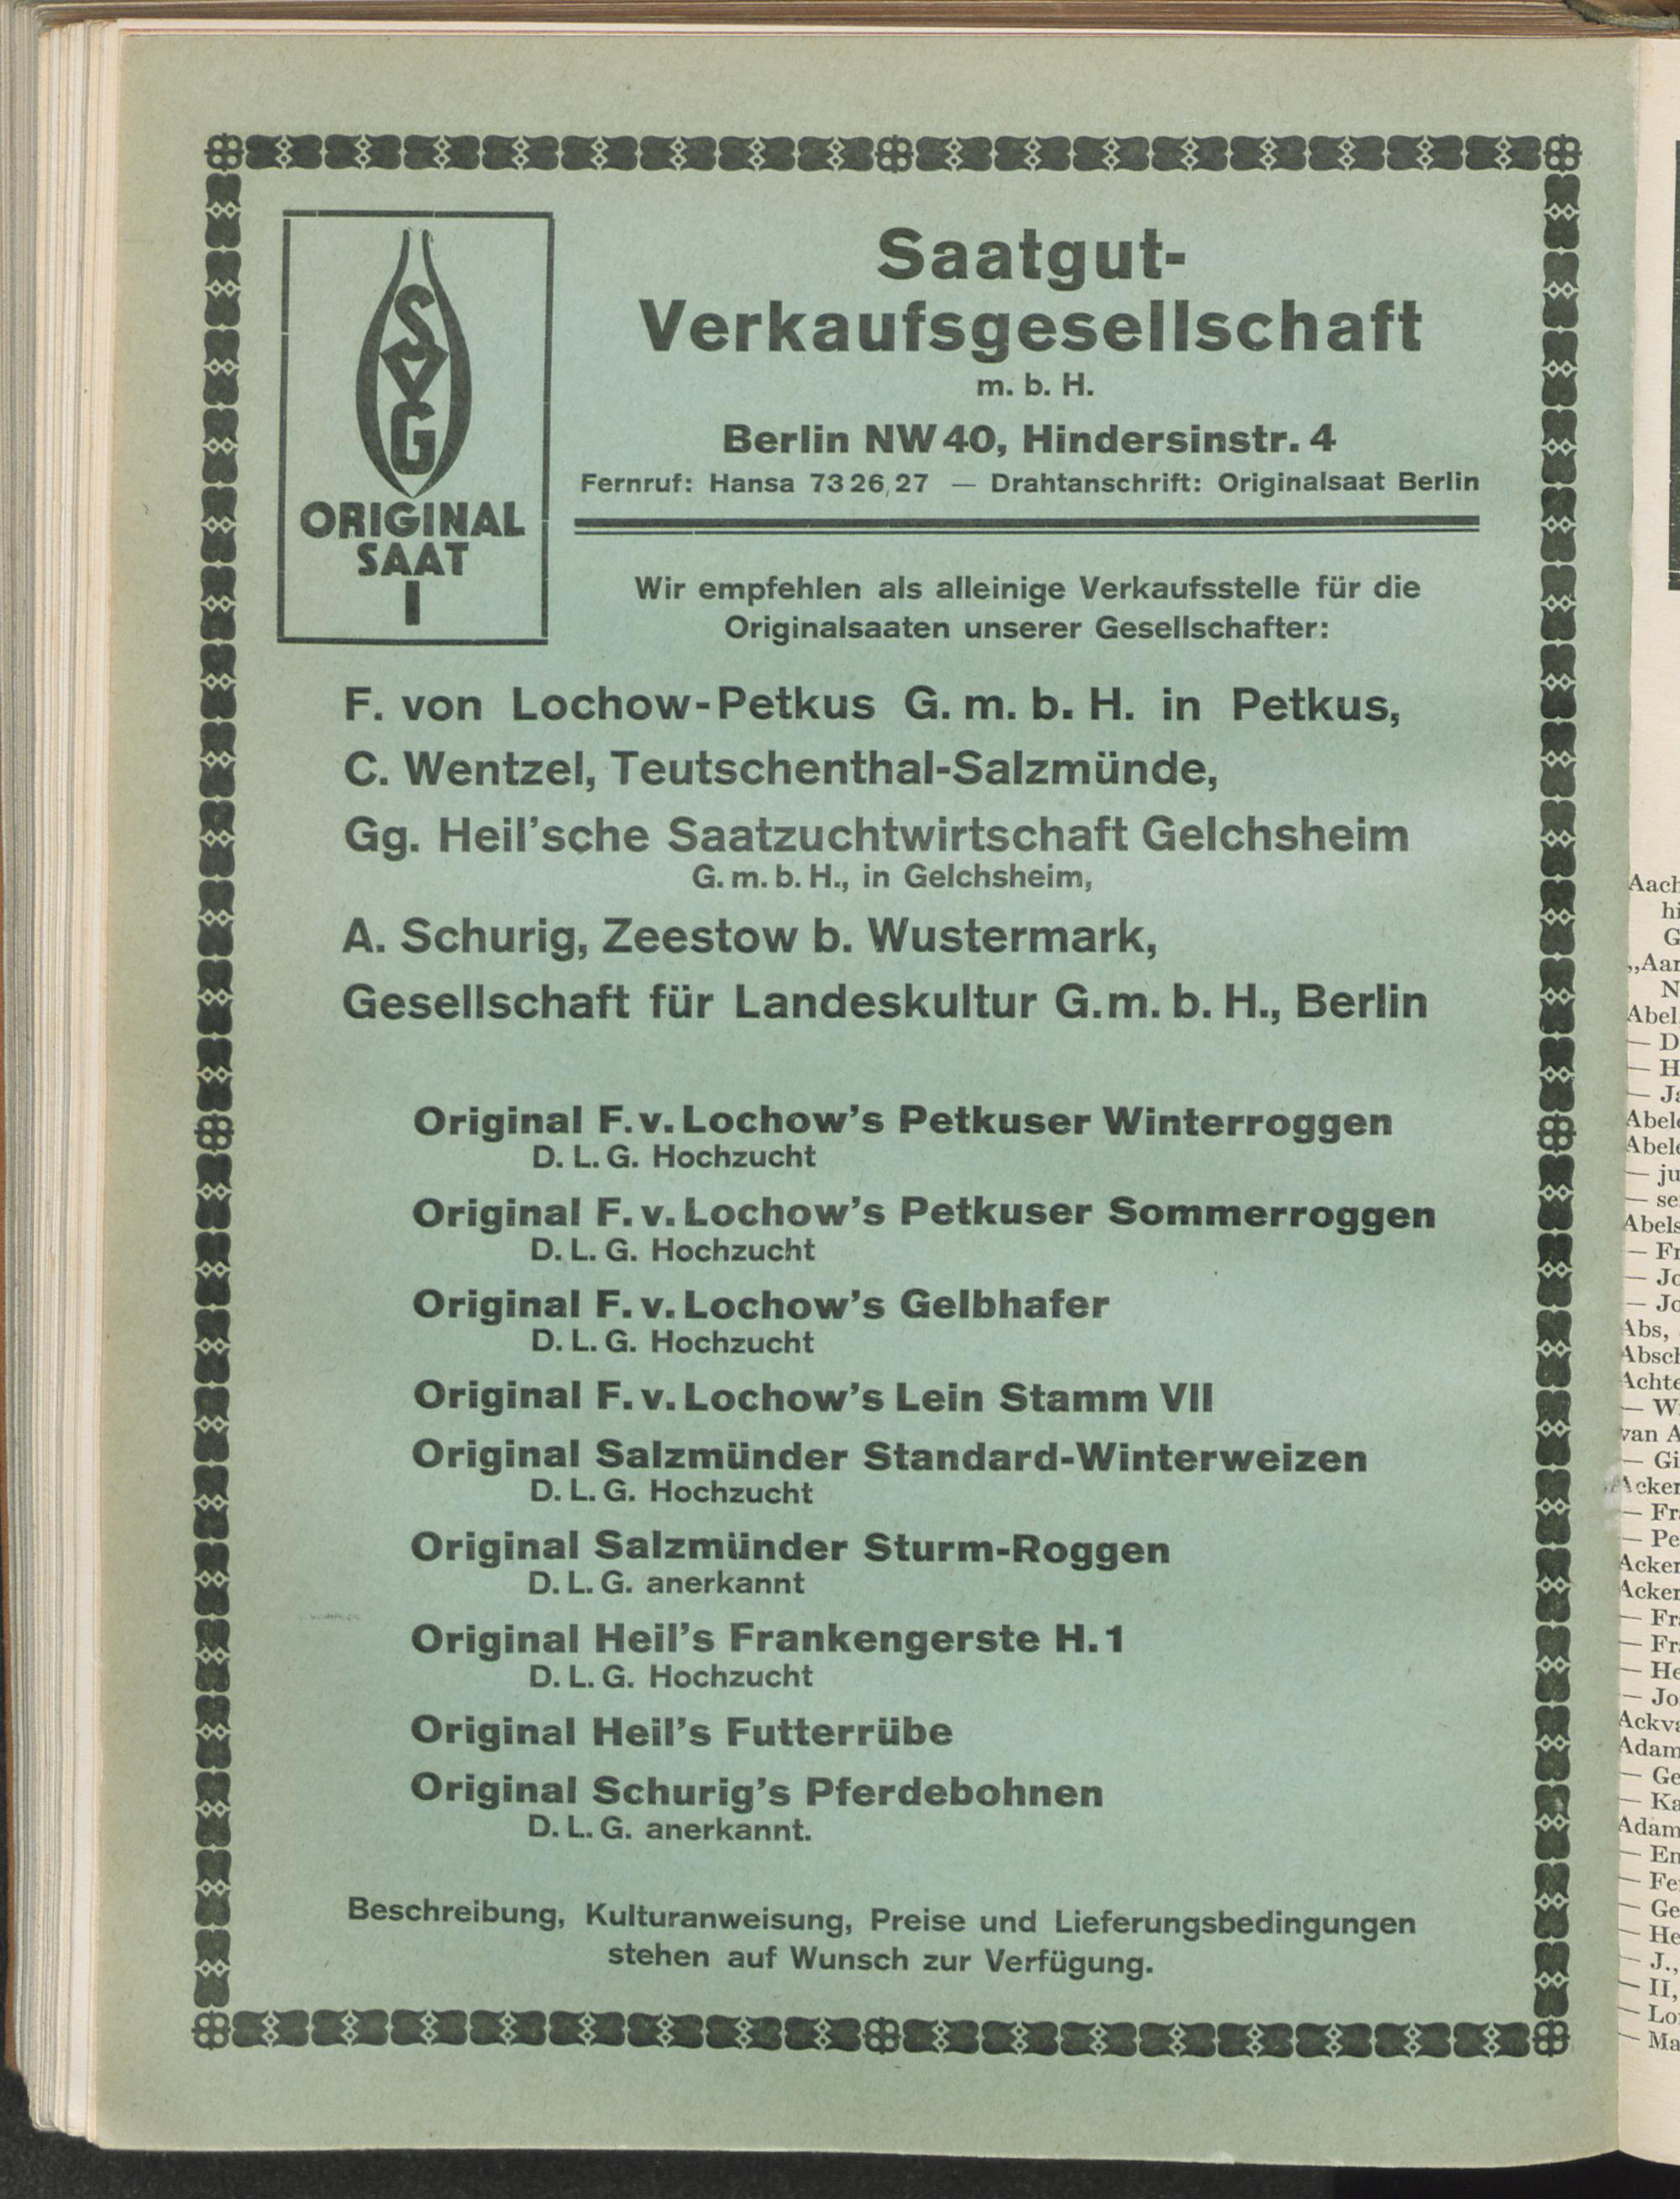 SVG
ORIGINAL
SAAT
I
Saatgut-
Verkaufsgesellschaft
m. b. H.
Berlin NW 40, Hindersinstr. 4
Fernruf: Hansa 73 26, 27 — Drahtanschrift: Originalsaat Berlin
Wir empfehlen als alleinige Verkaufsstelle für die
Originalsaaten unserer Gesellschafter:
F. von Lochow-Petkus G. m. b. H. in Petkus,
C. Wentzel, Teutschenthal-Salzmünde,
Gg. Heil'sche Saatzuchtwirtschaft Gelchsheim
G. m. b. H., in Gelchsheim,
A. Schurig, Zeestow b. Wustermark,
Gesellschaft für Landeskultur G. m. b. H., Berlin
Original F. v. Lochow's Petkuser Winterroggen
D. L. G. Hochzucht
Original F. v. Lochow's Petkuser Sommerroggen
D. L. G. Hochzucht
Original F. v. Lochow's Gelbhafer
D. L. G. Hochzucht
Original F. v. Lochow's Lein Stamm VII
Original Salzmünder Standard-Winterweizen
D. L. G. Hochzucht
Original Salzmünder Sturm-Roggen
D. L. G. anerkannt
Original Heil's Frankengerste H. 1
D. L. G. Hochzucht
Original Heil's Futterrübe
Original Schurig's Pferdebohnen
D. L. G. anerkannt.
Beschreibung, Kulturanweisung, Preise und Lieferungsbedingungen
stehen auf Wunsch zur Verfügung.